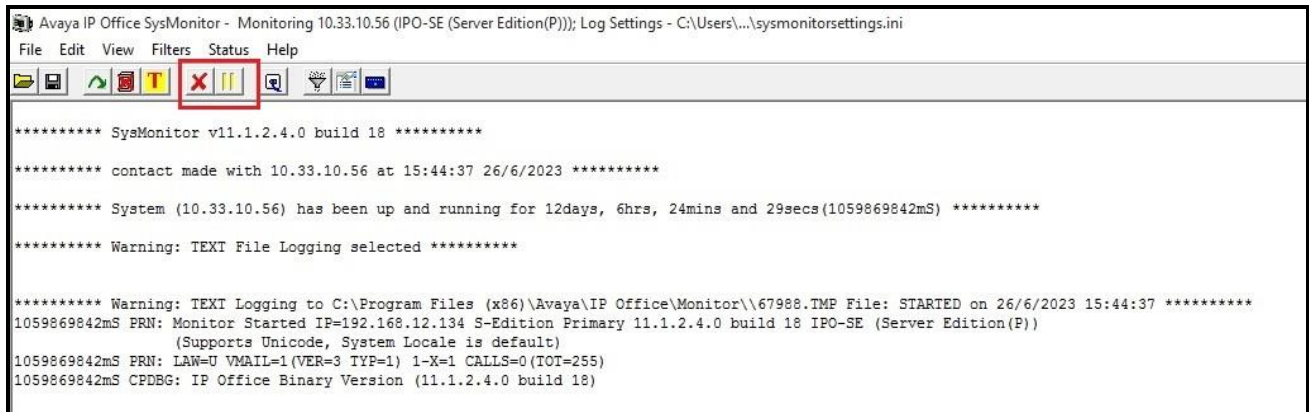 Avaya IP Office SysMonitor - Monitoring 10.33.10.56 (IPO-SE (Server Edition(P))); Log Settings - C:\Users\...\sysmonitorsettings.ini
File Edit View Filters Status Help
T
********** SysMonitor v11.1.2.4.0 build 18 **********
********** contact made with 10.33.10.56 at 15:44:37 26/6/2023 **********
********** System (10.33.10.56) has been up and running for 12days, 6hrs, 24mins and 29secs(1059869842mS) **********
********** Warning: TEXT File Logging selected **********
********** Warning: TEXT Logging to C:\Program Files (x86)\Avaya\IP Office\Monitor\\67988.TMP File: STARTED on 26/6/2023 15:44:37 **********
1059869842mS PRN: Monitor Started IP=192.168.12.134 S-Edition Primary 11.1.2.4.0 build 18 IPO-SE (Server Edition(P))
(Supports Unicode, System Locale is default)
1059869842mS PRN: LAW=U VMAIL=1(VER=3 TYP=1) 1-X=1 CALLS=0(TOT=255)
1059869842mS CPDBG: IP Office Binary Version (11.1.2.4.0 build 18)